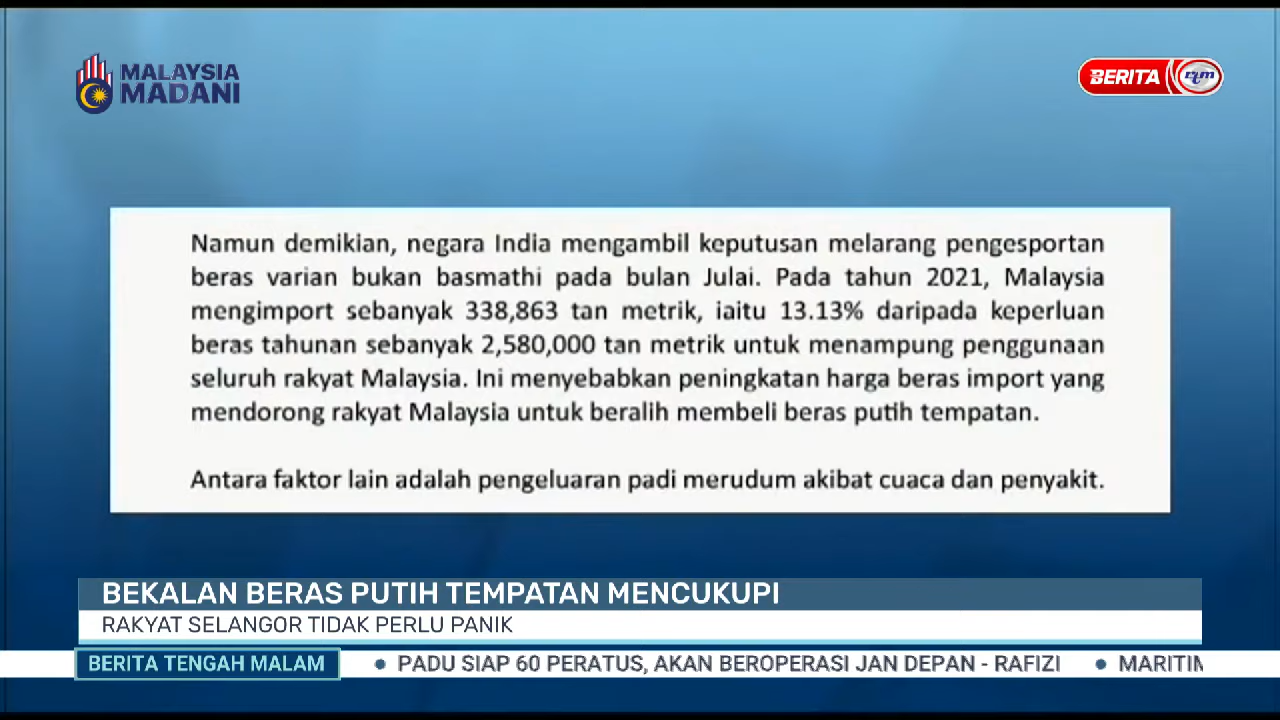 MALAYSIA
MADANI
BERITA rtm
Namun demikian, negara India mengambil keputusan melarang pengesportan
beras varian bukan basmathi pada bulan Julai. Pada tahun 2021, Malaysia
mengimport sebanyak 338,863 tan metrik, iaitu 13.13% daripada keperluan
beras tahunan sebanyak 2,580,000 tan metrik untuk menampung penggunaan
seluruh rakyat Malaysia. Ini menyebabkan peningkatan harga beras import yang
mendorong rakyat Malaysia untuk beralih membeli beras putih tempatan.
Antara faktor lain adalah pengeluaran padi merudum akibat cuaca dan penyakit.
BEKALAN BERAS PUTIH TEMPATAN MENCUKUPI
RAKYAT SELANGOR TIDAK PERLU PANIK
BERITA TENGAH MALAM • PADU SIAP 60 PERATUS, AKAN BEROPERASI JAN DEPAN - RAFIZI •